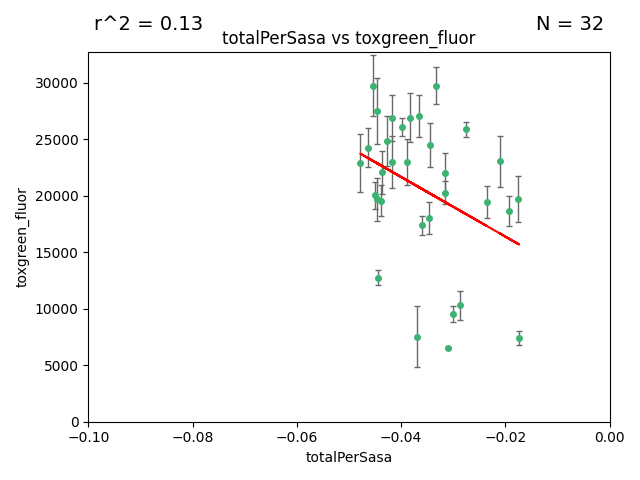 r^2 = 0.13
N = 32
totalPerSasa vs toxgreen_fluor
toxgreen_fluor
30000
25000
20000
15000
10000
5000
0
−0.10
−0.08
−0.06
−0.04
−0.02
0.00
totalPerSasa